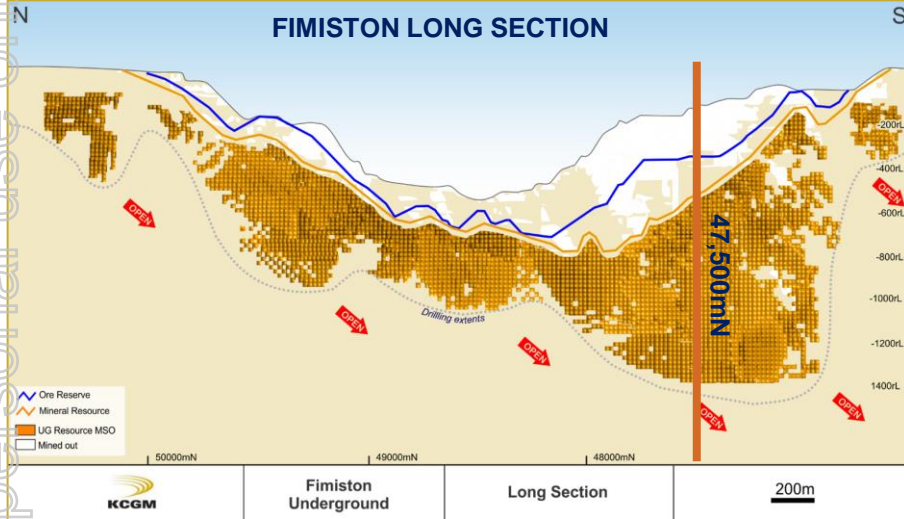 N
FIMISTON LONG SECTION
S
-200rL
-400rL
-600rL
-800rL
-1000rL
-1200rL
1400rL
47,500mN
OPEN
OPEN
OPEN
OPEN
OPEN
OPEN
Drilling extents
Ore Reserve
Mineral Resource
UG Resource MSO
Mined out
50000mN
49000mN
48000mN
KCGM
Fimiston
Underground
Long Section
200m